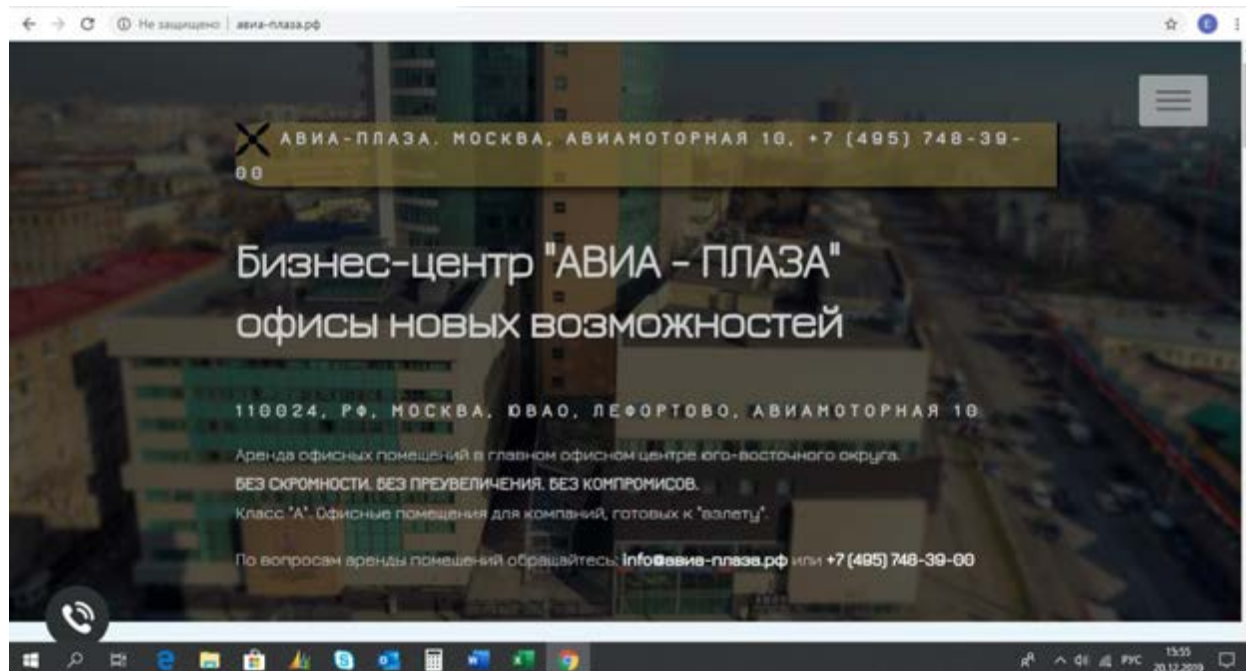 Не защищено | авиа-плаза.рф
E
АВИА-ПЛАЗА. МОСКВА, АВИАМОТОРНАЯ 10, +7 (495) 748-39-
00
Бизнес-центр "АВИА - ПЛАЗА"
офисы новых возможностей
110024, РФ, МОСКВА, ЮВАО, ЛЕФОРТОВО, АВИАМОТОРНАЯ 10
Аренда офисных помещений в главном офисном центре юго-восточного округа.
БЕЗ СКРОМНОСТИ. БЕЗ ПРЕУВЕЛИЧЕНИЯ. БЕЗ КОМПРОМИСОВ.
Класс "А". Офисные помещения для компаний, готовых к "взлету".
По вопросам аренды помещений обращайтесь: info@авиа-плаза.рф или +7 (495) 748-39-00
РУС
15:55
20.12.2019